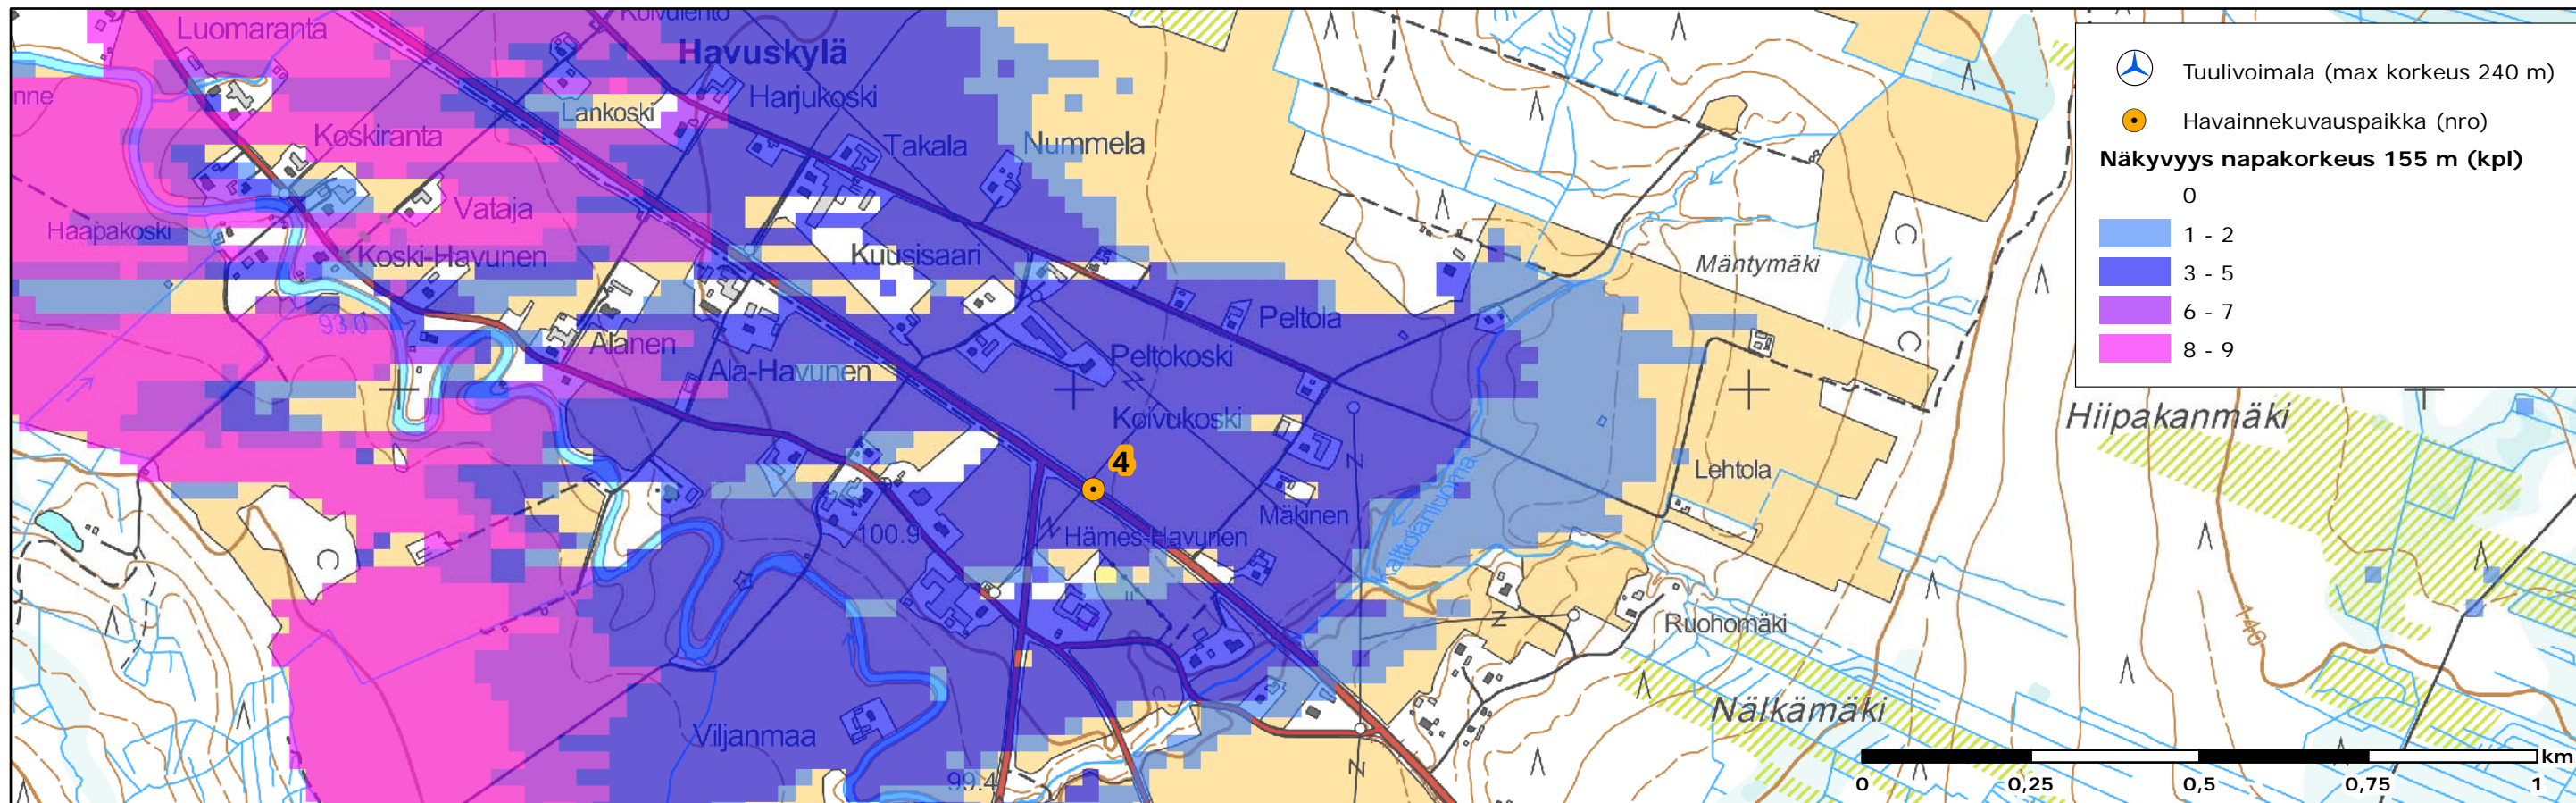 Luomaranta
Koivulehto
Havuskylä
nne
Lankoski
Harjukoski
Koskiranta
Takala
Nummela
Vataja
Haapakoski
Koski-Havunen
Kuusisaari
Mäntymäki
93.0
Alanen
Peltola
Peltokoski
Ala-Havunen
Koivukoski
Hiipakanmäki
4
Lehtola
Mäkinen
100.9
Hämes-Havunen
Kalttolanluoma
Ruohomäki
140
Nälkämäki
Viljanmaa
99.4
Tuulivoimala (max korkeus 240 m)
Havainnekuvauspaikka (nro)
Näkyvyys napakorkeus 155 m (kpl)
0
1 - 2
3 - 5
6 - 7
8 - 9
km
0 0,25 0,5 0,75 1